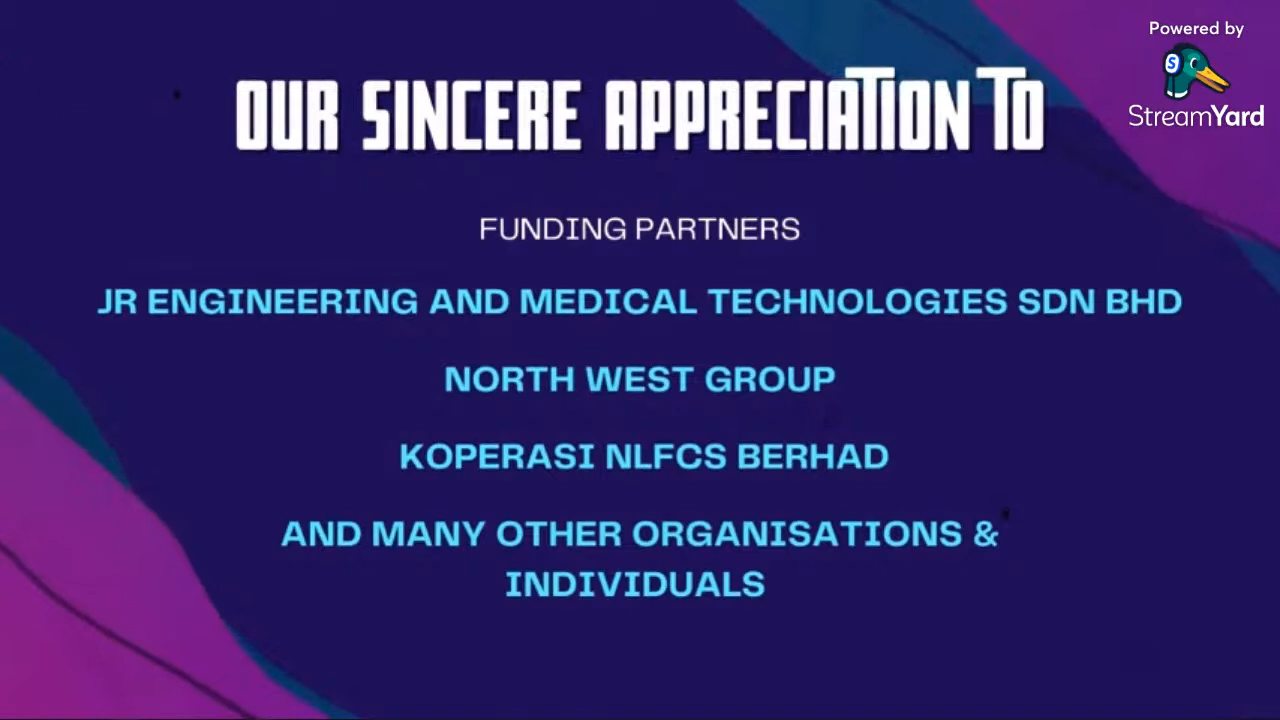 Powered by
S
StreamYard
OUR SINCERE APPRECIATION TO
FUNDING PARTNERS
JR ENGINEERING AND MEDICAL TECHNOLOGIES SDN BHD
NORTH WEST GROUP
KOPERASI NLFCS BERHAD
AND MANY OTHER ORGANISATIONS &
INDIVIDUALS